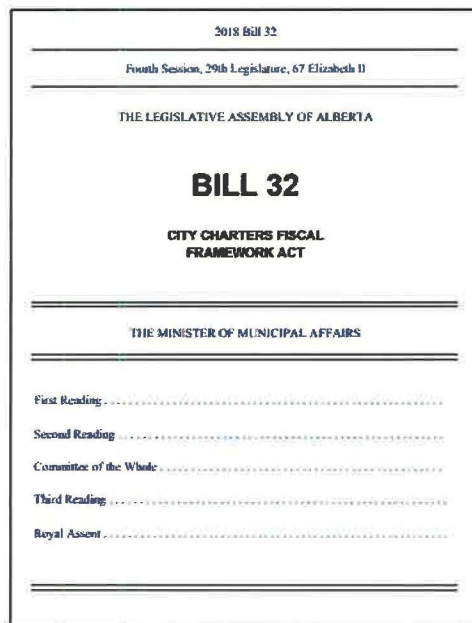 2018 Bill 32
Fourth Session, 29th Legislature, 67 Elizabeth II
THE LEGISLATIVE ASSEMBLY OF ALBERTA
BILL 32
CITY CHARTERS FISCAL
FRAMEWORK ACT
THE MINISTER OF MUNICIPAL AFFAIRS
First Reading
Second Reading
Committee of the Whole
Third Reading
Royal Assent